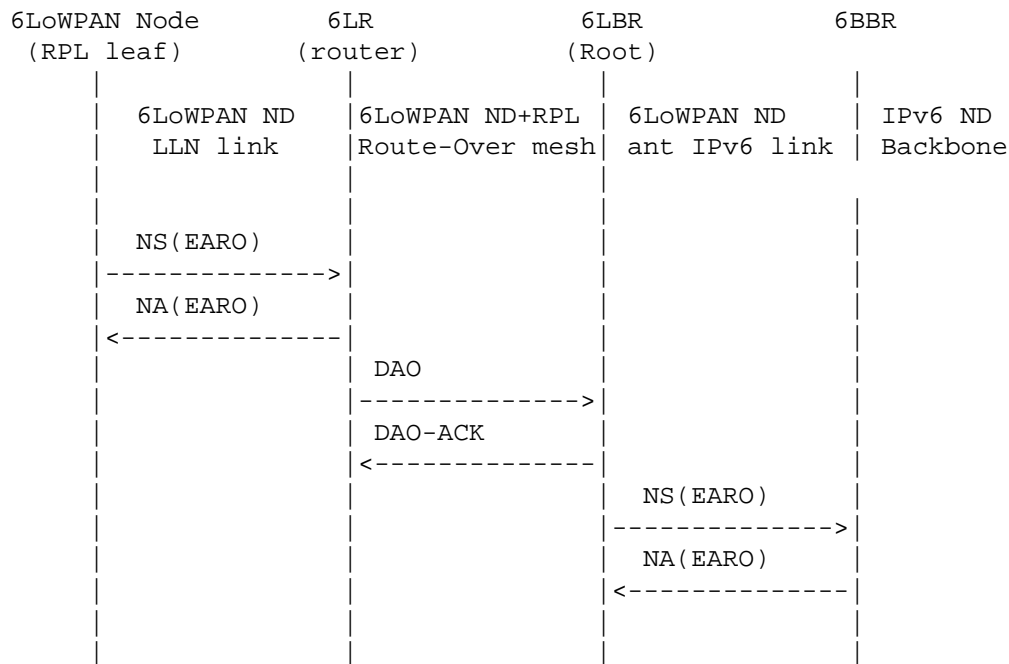 6LoWPAN Node 6LR 6LBR 6BBR
(RPL leaf) (router) (Root)
6LoWPAN ND 6LoWPAN ND+RPL 6LoWPAN ND IPv6 ND
LLN link Route-Over mesh ant IPv6 link Backbone
NS(EARO)
NA(EARO)
DAO
DAO-ACK
NS(EARO)
NA(EARO)